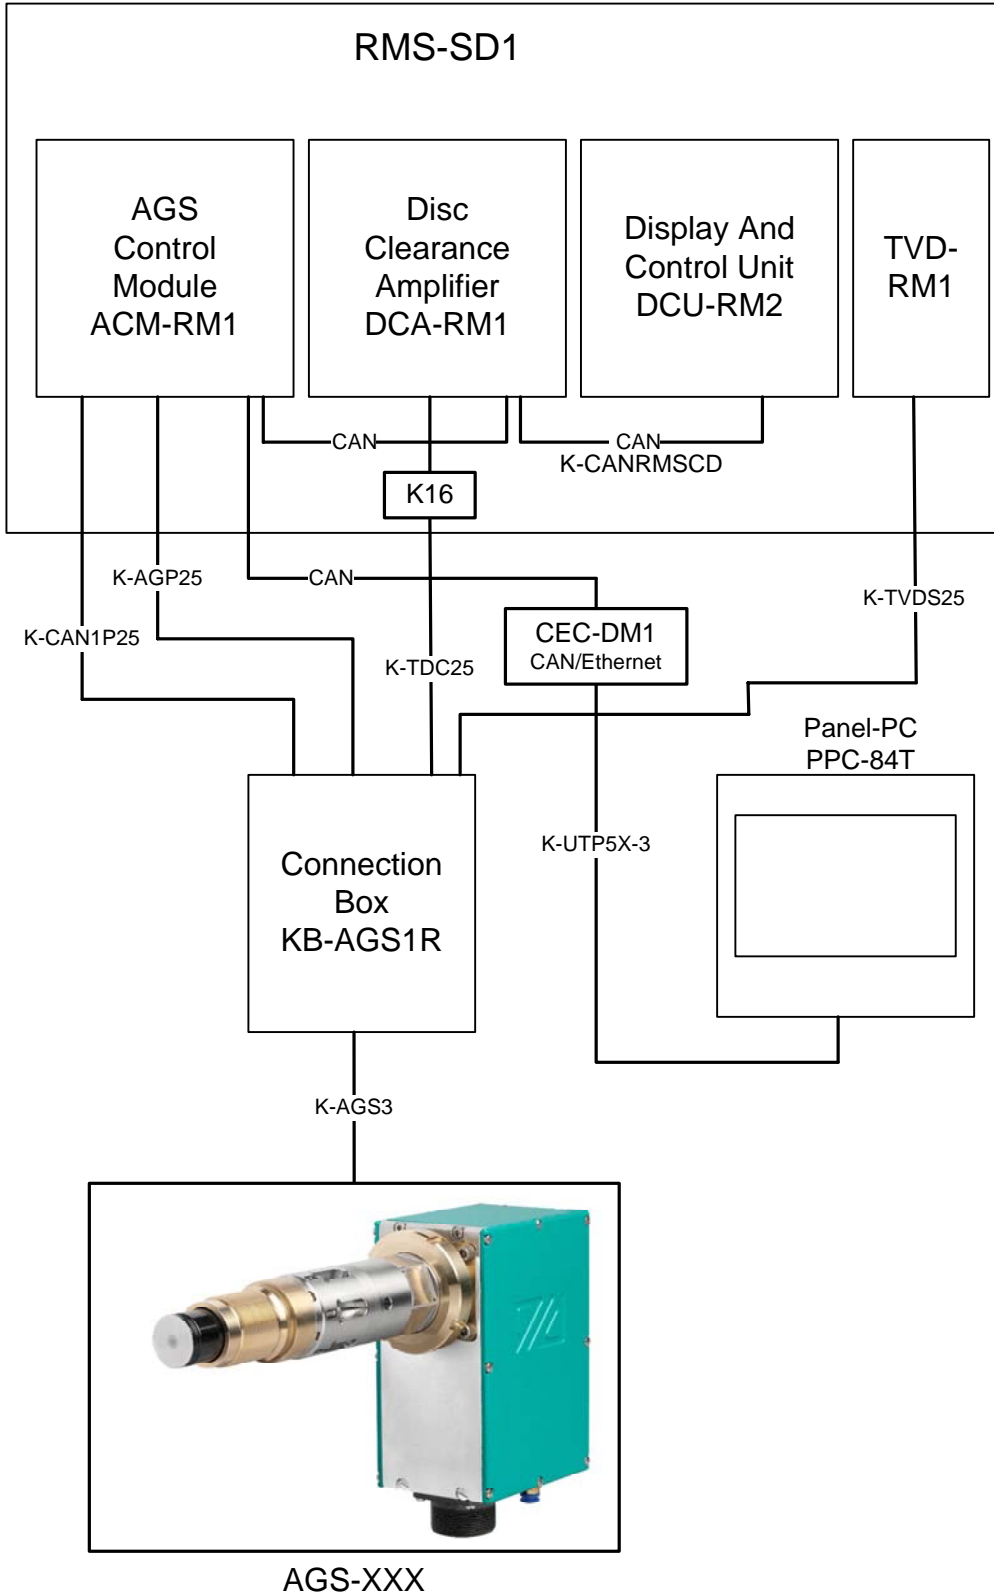 RMS-SD1
AGS
Control
Module
ACM-RM1
Disc
Clearance
Amplifier
DCA-RM1
Display And
Control Unit
DCU-RM2
TVD-
RM1
CAN
CAN
K-CANRMSCD
K16
K-AGP25
CAN
K-TVDS25
K-CAN1P25
K-TDC25
CEC-DM1
CAN/Ethernet
Panel-PC
PPC-84T
K-UTP5X-3
Connection
Box
KB-AGS1R
K-AGS3
AGS-XXX